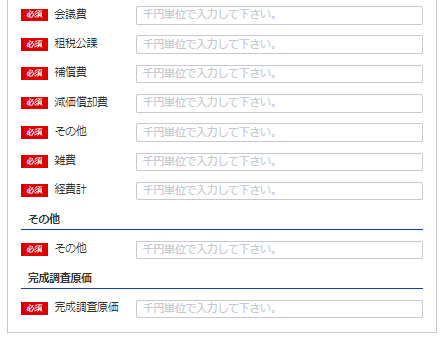 必須 会議費 千円単位で入力して下さい。
必須 租税公課 千円単位で入力して下さい。
必須 補償費 千円単位で入力して下さい。
必須 減価償却費 千円単位で入力して下さい。
必須 その他 千円単位で入力して下さい。
必須 雑費 千円単位で入力して下さい。
必須 経費計 千円単位で入力して下さい。
その他
必須 その他 千円単位で入力して下さい。
完成調査原価
必須 完成調査原価 千円単位で入力して下さい。